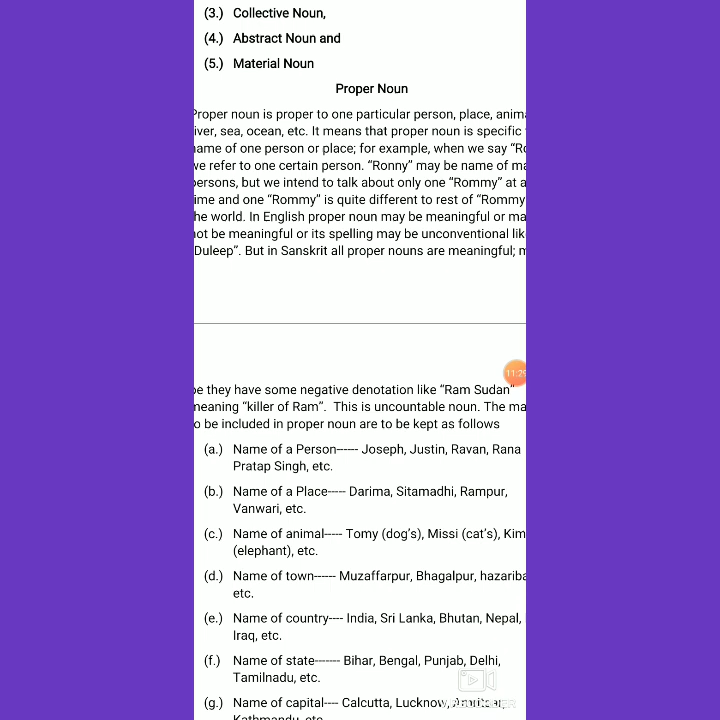 (3.) Collective Noun,
(4.) Abstract Noun and
(5.) Material Noun
Proper Noun
Proper noun is proper to one particular person, place, anima
iver, sea, ocean, etc. It means that proper noun is specific
name of one person or place; for example, when we say “Ro
we refer to one certain person. “Ronny” may be name of ma
persons, but we intend to talk about only one “Rommy” at a
ime and one “Rommy” is quite different to rest of “Rommy
he world. In English proper noun may be meaningful or ma
not be meaningful or its spelling may be unconventional lik
Duleep”. But in Sanskrit all proper nouns are meaningful; m
11:29
be they have some negative denotation like “Ram Sudan”
meaning “killer of Ram”. This is uncountable noun. The ma
o be included in proper noun are to be kept as follows
(a.) Name of a Person------ Joseph, Justin, Ravan, Rana
Pratap Singh, etc.
(b.) Name of a Place----- Darima, Sitamadhi, Rampur,
Vanwari, etc.
(c.) Name of animal----- Tomy (dog’s), Missi (cat’s), Kim
(elephant), etc.
(d.) Name of town------ Muzaffarpur, Bhagalpur, hazariba
etc.
(e.) Name of country---- India, Sri Lanka, Bhutan, Nepal,
Iraq, etc.
(f.) Name of state------- Bihar, Bengal, Punjab, Delhi,
Tamilnadu, etc.
(g.) Name of capital---- Calcutta, Lucknow, Amritsar,
Kathmandu, etc